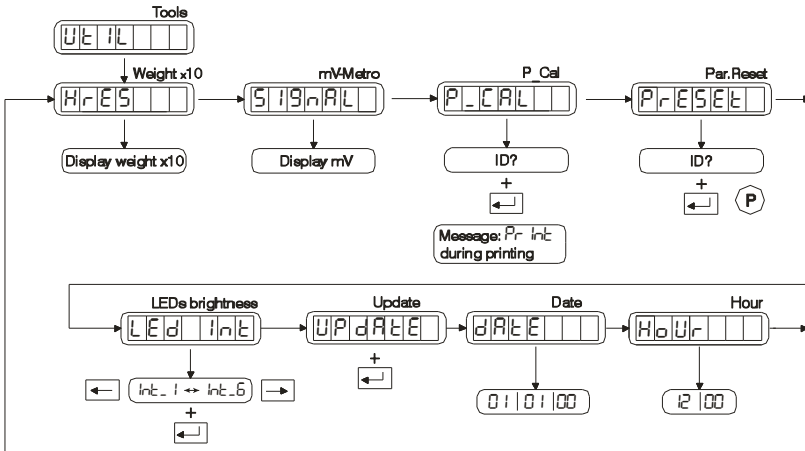 Tools
UtIL
Weight x10
HrES
mV-Metro
SIGnAL
P_Cal
P_CAL
Par.Reset
PrESEt
Display weight x10
Display mV
ID?
+
ID?
+
P
Message: Pr Int
during printing
LEDs brightness
LEd Int
Update
UPdAtE
Date
dAtE
Hour
HoUr
Int_1 ↔ Int_6
+
+
01|01|00
12|00